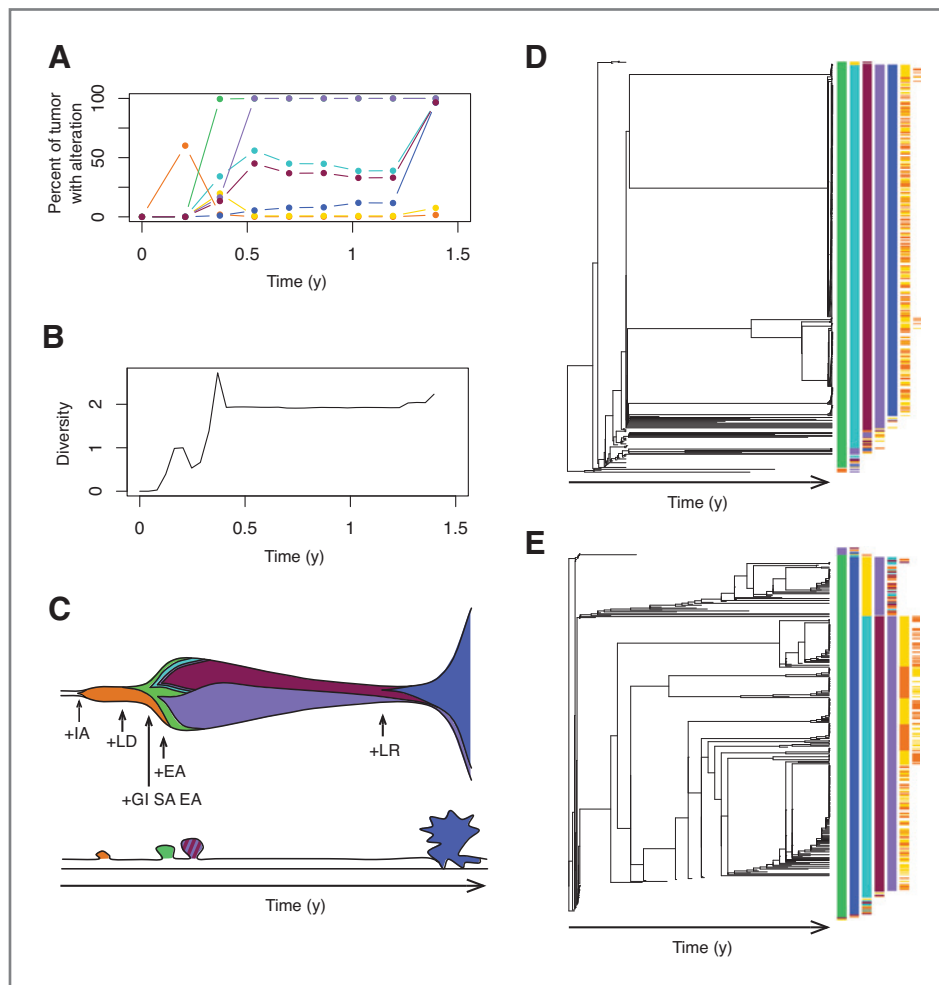 A
Percent of tumor
with alteration
100
50
0
0
0.5
1
1.5
Time (y)
B
Diversity
2
1
0
0
0.5
1
1.5
Time (y)
C
+IA
+LD
+EA
+GI SA EA
+LR
Time (y)
D
Time (y)
E
Time (y)